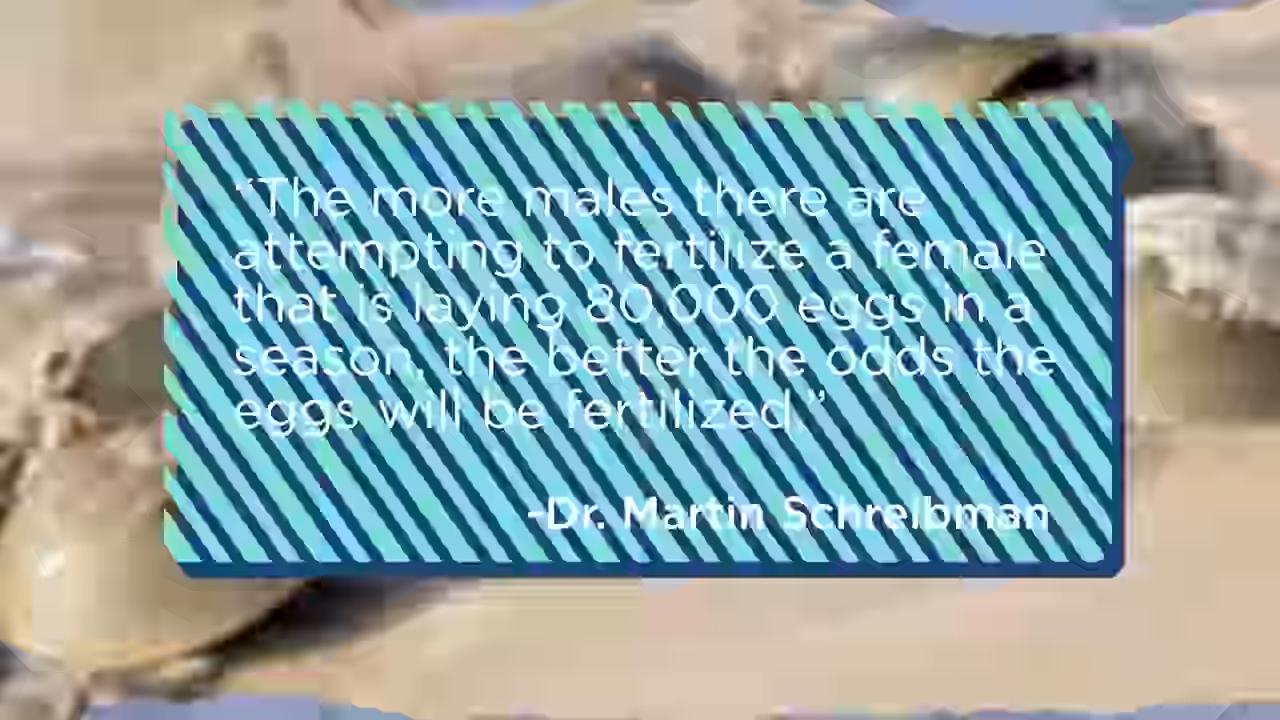 “The more males there are
attempting to fertilize a female
that is laying 80,000 eggs in a
season, the better the odds the
eggs will be fertilized.”
-Dr. Martin Schreibman